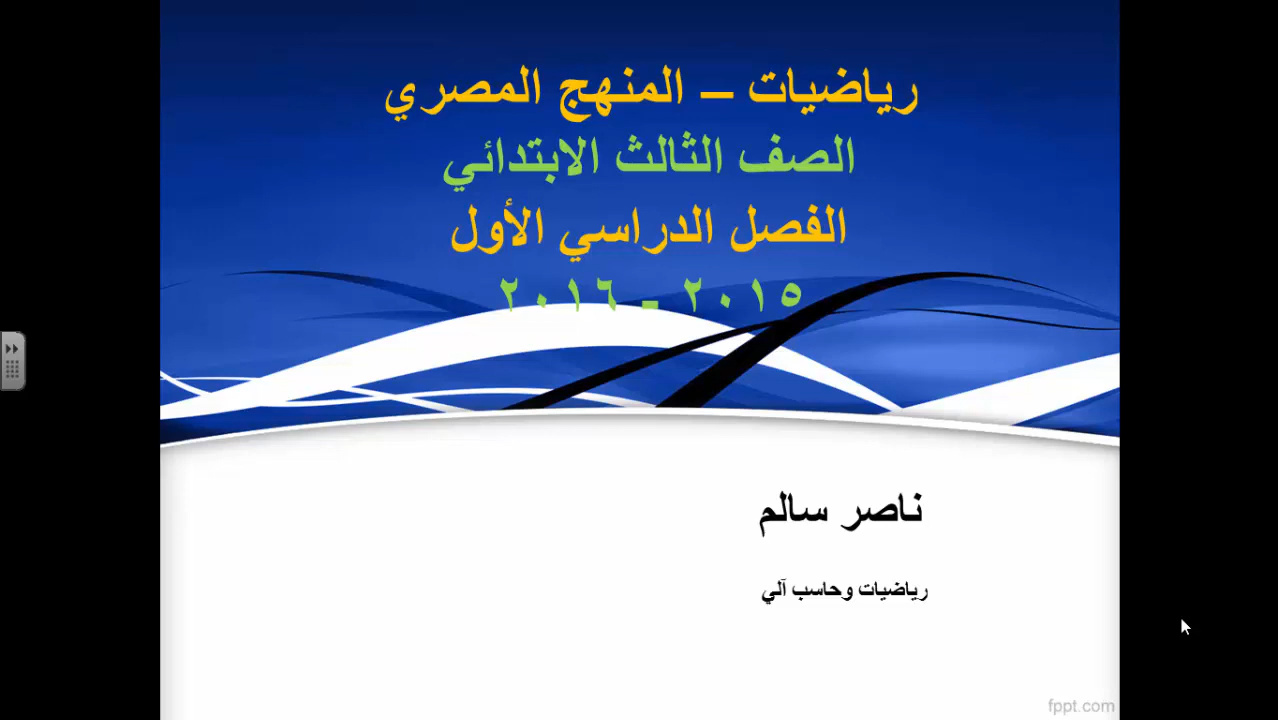 رياضيات – المنهج المصري
الصف الثالث الابتدائي
الفصل الدراسي الأول
٢٠١٥ - ٢٠١٦
ناصر سالم
رياضيات وحاسب آلي
fppt.com